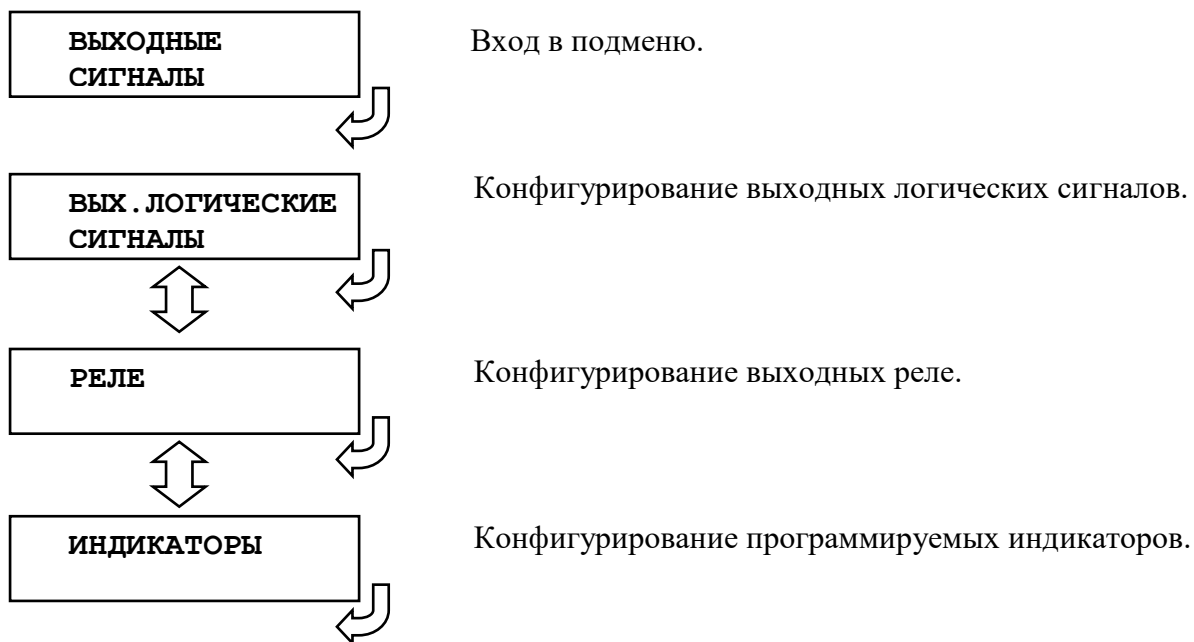 ВЫХОДНЫЕ
СИГНАЛЫ
Вход в подменю.
ВЫХ.ЛОГИЧЕСКИЕ
СИГНАЛЫ
Конфигурирование выходных логических сигналов.
РЕЛЕ
Конфигурирование выходных реле.
ИНДИКАТОРЫ
Конфигурирование программируемых индикаторов.